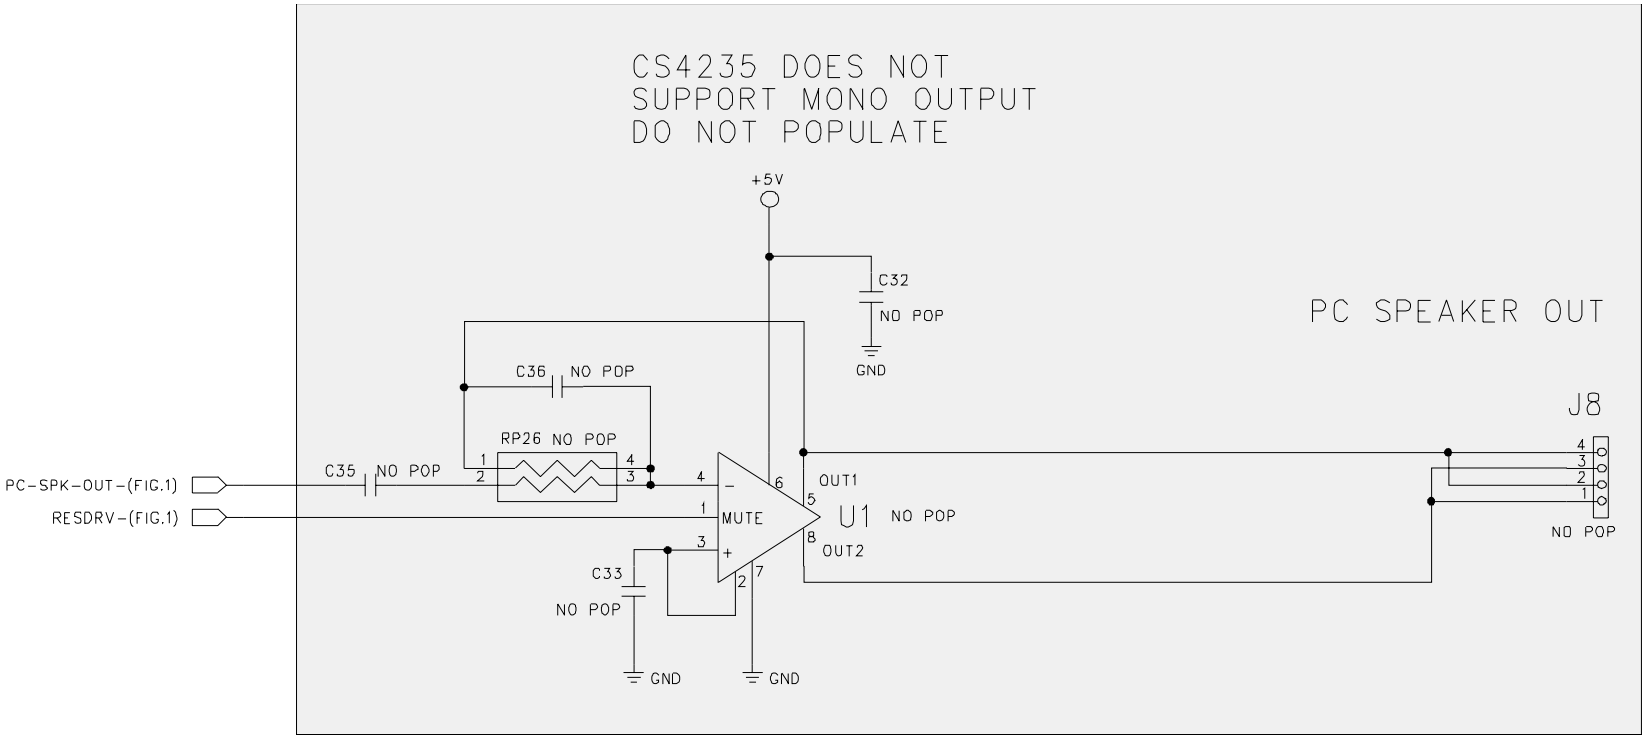 CS4235 DOES NOT
SUPPORT MONO OUTPUT
DO NOT POPULATE
+5V
C32
NO POP
GND
PC SPEAKER OUT
J8
C36 NO POP
RP26 NO POP
1 4
2 3
C35 NO POP
PC-SPK-OUT-(FIG.1)
RESDRV-(FIG.1)
4 - 6 OUT1
1 MUTE 5
U1 NO POP
3 + 8 OUT2
2 7
C33
NO POP
GND GND
4
3
2
1
NO POP